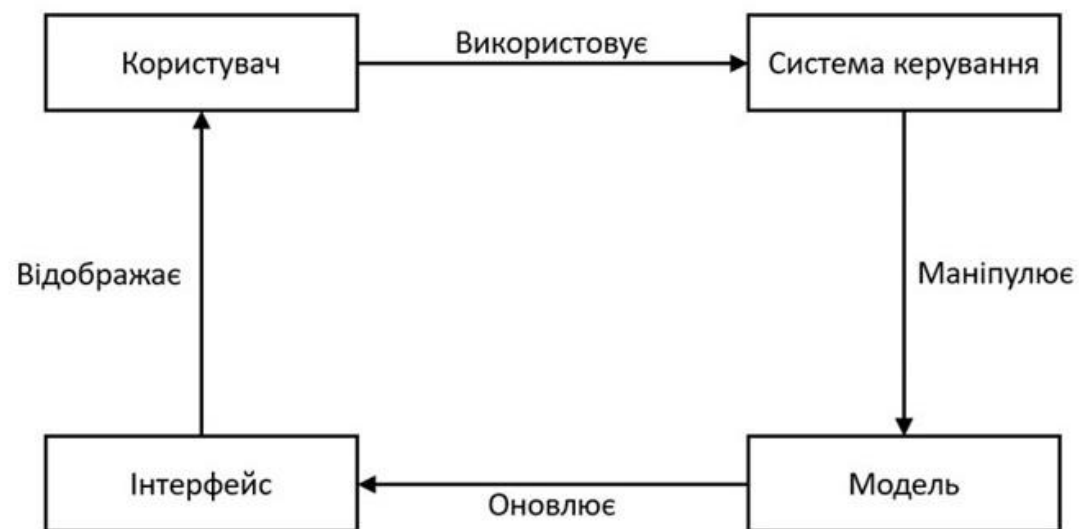 Користувач
Використовує
Система керування
Відображає
Маніпулює
Інтерфейс
Оновлює
Модель